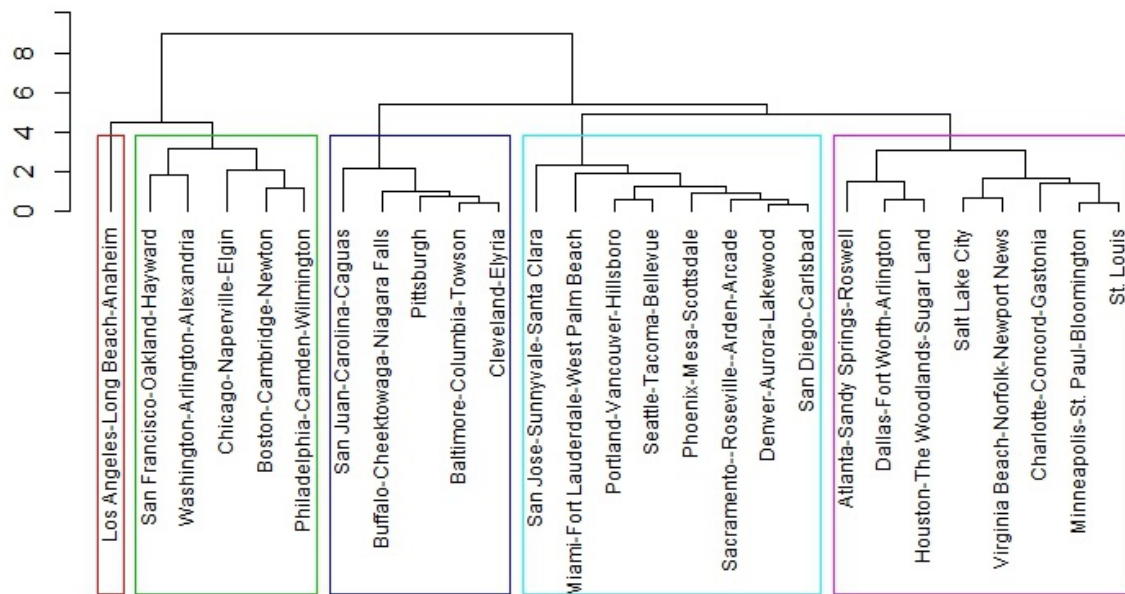 8
6
4
2
0
Los Angeles-Long Beach-Anaheim
San Francisco-Oakland-Hayward
Washington-Arlington-Alexandria
Chicago-Naperville-Elgin
Boston-Cambridge-Newton
Philadelphia-Camden-Wilmington
San Juan-Carolina-Caguas
Buffalo-Cheektowaga-Niagara Falls
Pittsburgh
Baltimore-Columbia-Towson
Cleveland-Elyria
San Jose-Sunnyvale-Santa Clara
Miami-Fort Lauderdale-West Palm Beach
Portland-Vancouver-Hillsboro
Seattle-Tacoma-Bellevue
Phoenix-Mesa-Scottsdale
Sacramento--Roseville--Arden-Arcade
Denver-Aurora-Lakewood
San Diego-Carlsbad
Atlanta-Sandy Springs-Roswell
Dallas-Fort Worth-Arlington
Houston-The Woodlands-Sugar Land
Salt Lake City
Virginia Beach-Norfolk-Newport News
Charlotte-Concord-Gastonia
Minneapolis-St. Paul-Bloomington
St. Louis